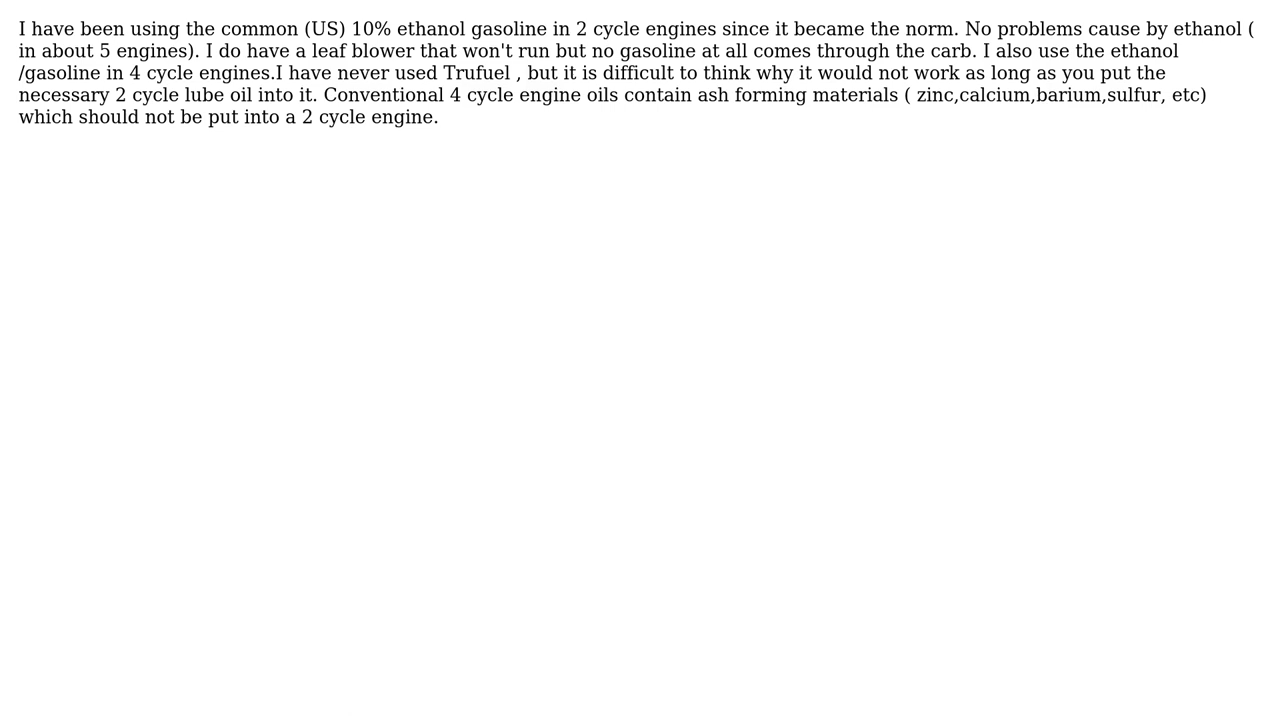 I have been using the common (US) 10% ethanol gasoline in 2 cycle engines since it became the norm. No problems cause by ethanol (
in about 5 engines). I do have a leaf blower that won't run but no gasoline at all comes through the carb. I also use the ethanol
/gasoline in 4 cycle engines.I have never used Trufuel , but it is difficult to think why it would not work as long as you put the
necessary 2 cycle lube oil into it. Conventional 4 cycle engine oils contain ash forming materials ( zinc,calcium,barium,sulfur, etc)
which should not be put into a 2 cycle engine.